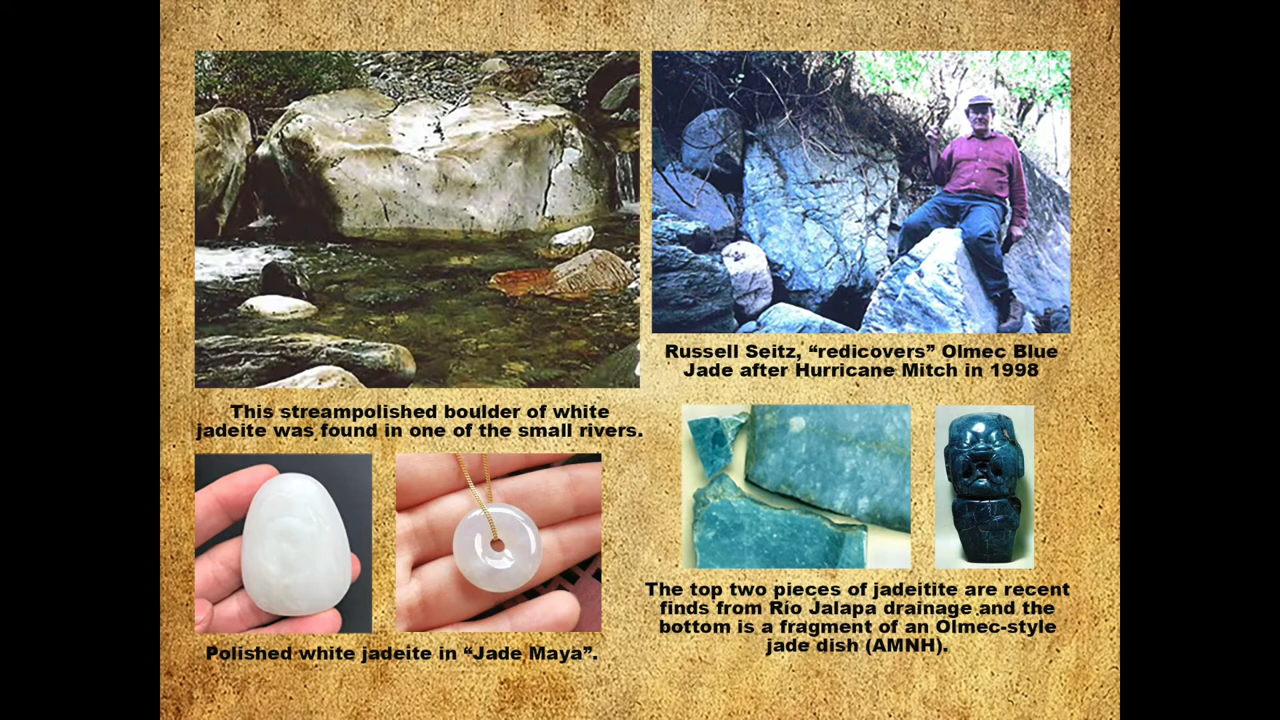 Russell Seitz, “redicovers” Olmec Blue
Jade after Hurricane Mitch in 1998
This streampolished boulder of white
jadeite was found in one of the small rivers.
The top two pieces of jadeitite are recent
finds from Río Jalapa drainage and the
bottom is a fragment of an Olmec-style
jade dish (AMNH).
Polished white jadeite in “Jade Maya”.